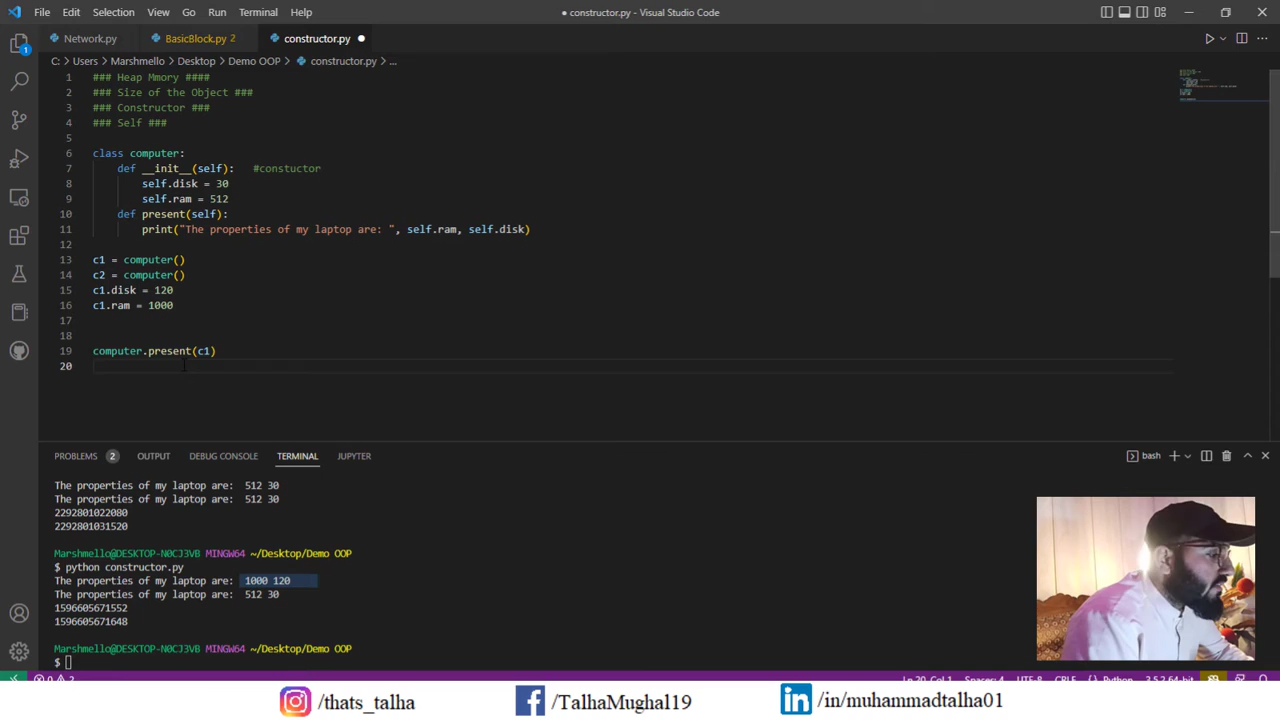 File Edit Selection View Go Run Terminal Help
● constructor.py - Visual Studio Code
Network.py BasicBlock.py 2 constructor.py
C: > Users > Marshmello > Desktop > Demo OOP > constructor.py > ...
1 ### Heap Mmory ####
2 ### Size of the Object ###
3 ### Constructor ###
4 ### Self ###
5
6 class computer:
7 def __init__(self): #constuctor
8 self.disk = 30
9 self.ram = 512
10 def present(self):
11 print("The properties of my laptop are: ", self.ram, self.disk)
12
13 c1 = computer()
14 c2 = computer()
15 c1.disk = 120
16 c1.ram = 1000
17
18
19 computer.present(c1)
20
PROBLEMS 2 OUTPUT DEBUG CONSOLE TERMINAL JUPYTER
bash
The properties of my laptop are: 512 30
The properties of my laptop are: 512 30
2292801022080
2292801031520
Marshmello@DESKTOP-N0CJ3VB MINGW64 ~/Desktop/Demo OOP
$ python constructor.py
The properties of my laptop are: 1000 120
The properties of my laptop are: 512 30
1596605671552
1596605671648
Marshmello@DESKTOP-N0CJ3VB MINGW64 ~/Desktop/Demo OOP
$
/thats_talha /TalhaMughal19 /in/muhammadtalha01